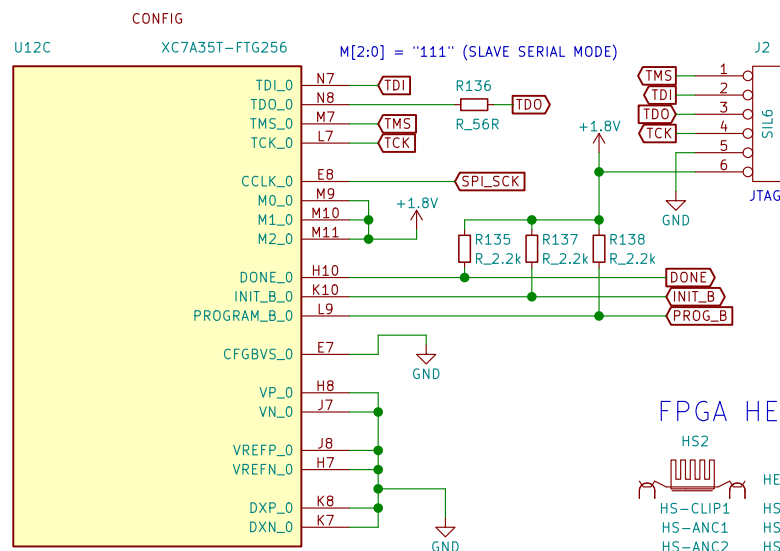 CONFIG
U12C XC7A35T-FTG256
M[2:0] = "111" (SLAVE SERIAL MODE)
J2
TDI_0 N7 TDI
TDO_0 N8 R136 R_56R TDO
TMS_0 M7 TMS
TCK_0 L7 TCK
CCLK_0 E8 SPI_SCK
M0_0 M9
M1_0 M10
M2_0 M11 +1.8V
DONE_0 H10 DONE
INIT_B_0 K10 INIT_B
PROGRAM_B_0 L9 PROG_B
R135 R_2.2k
R137 R_2.2k
R138 R_2.2k
+1.8V
CFGBVS_0 E7 GND
VP_0 H8
VN_0 J7
VREFP_0 J8
VREFN_0 H7
DXP_0 K8
DXN_0 K7
GND
TMS 1
TDI 2
TDO 3
TCK 4
5
6
GND
SIL6
JTAG
FPGA HE
HS2
HE
HS-CLIP1 HS
HS-ANC1 HS
HS-ANC2 HS